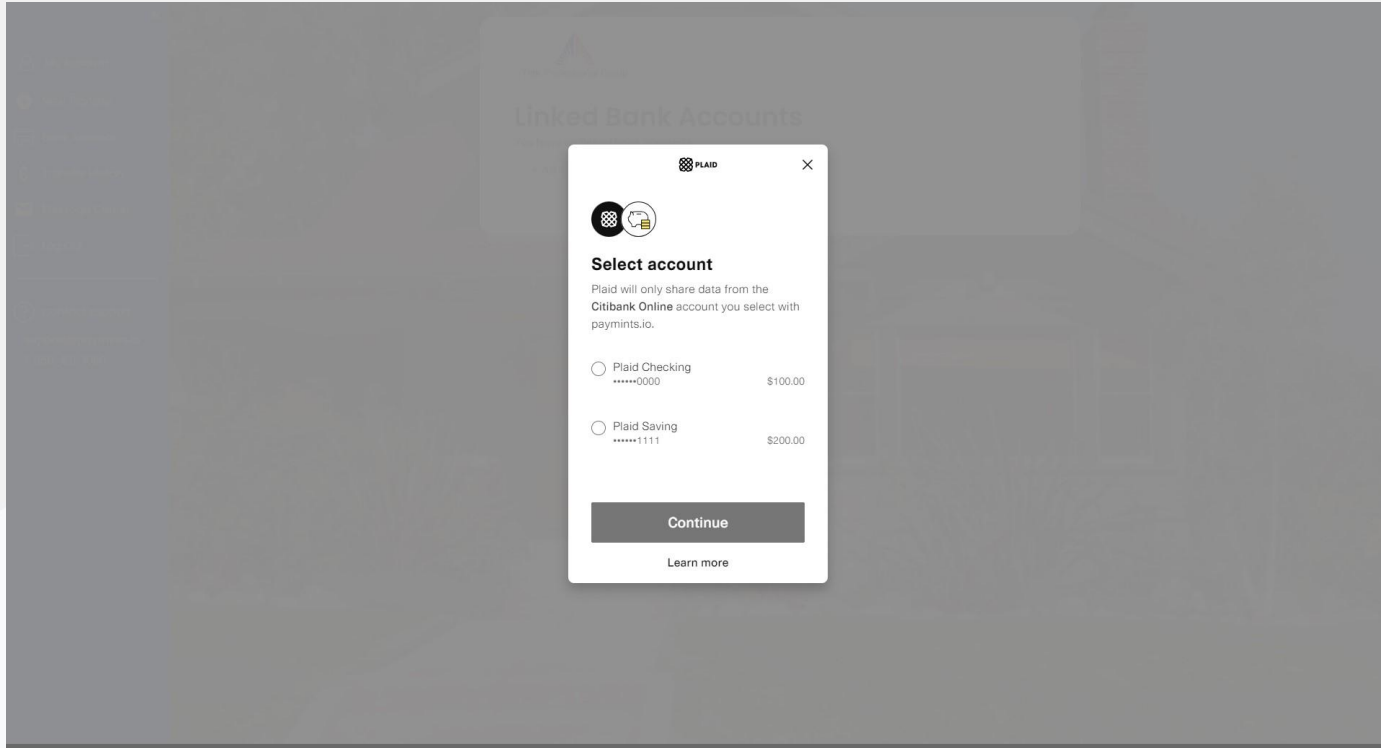 Linked Bank Accounts
PLAID
Select account
Plaid will only share data from the
Citibank Online account you select with
paymints.io.
Plaid Checking
••••••0000 $100.00
Plaid Saving
••••••1111 $200.00
Continue
Learn more